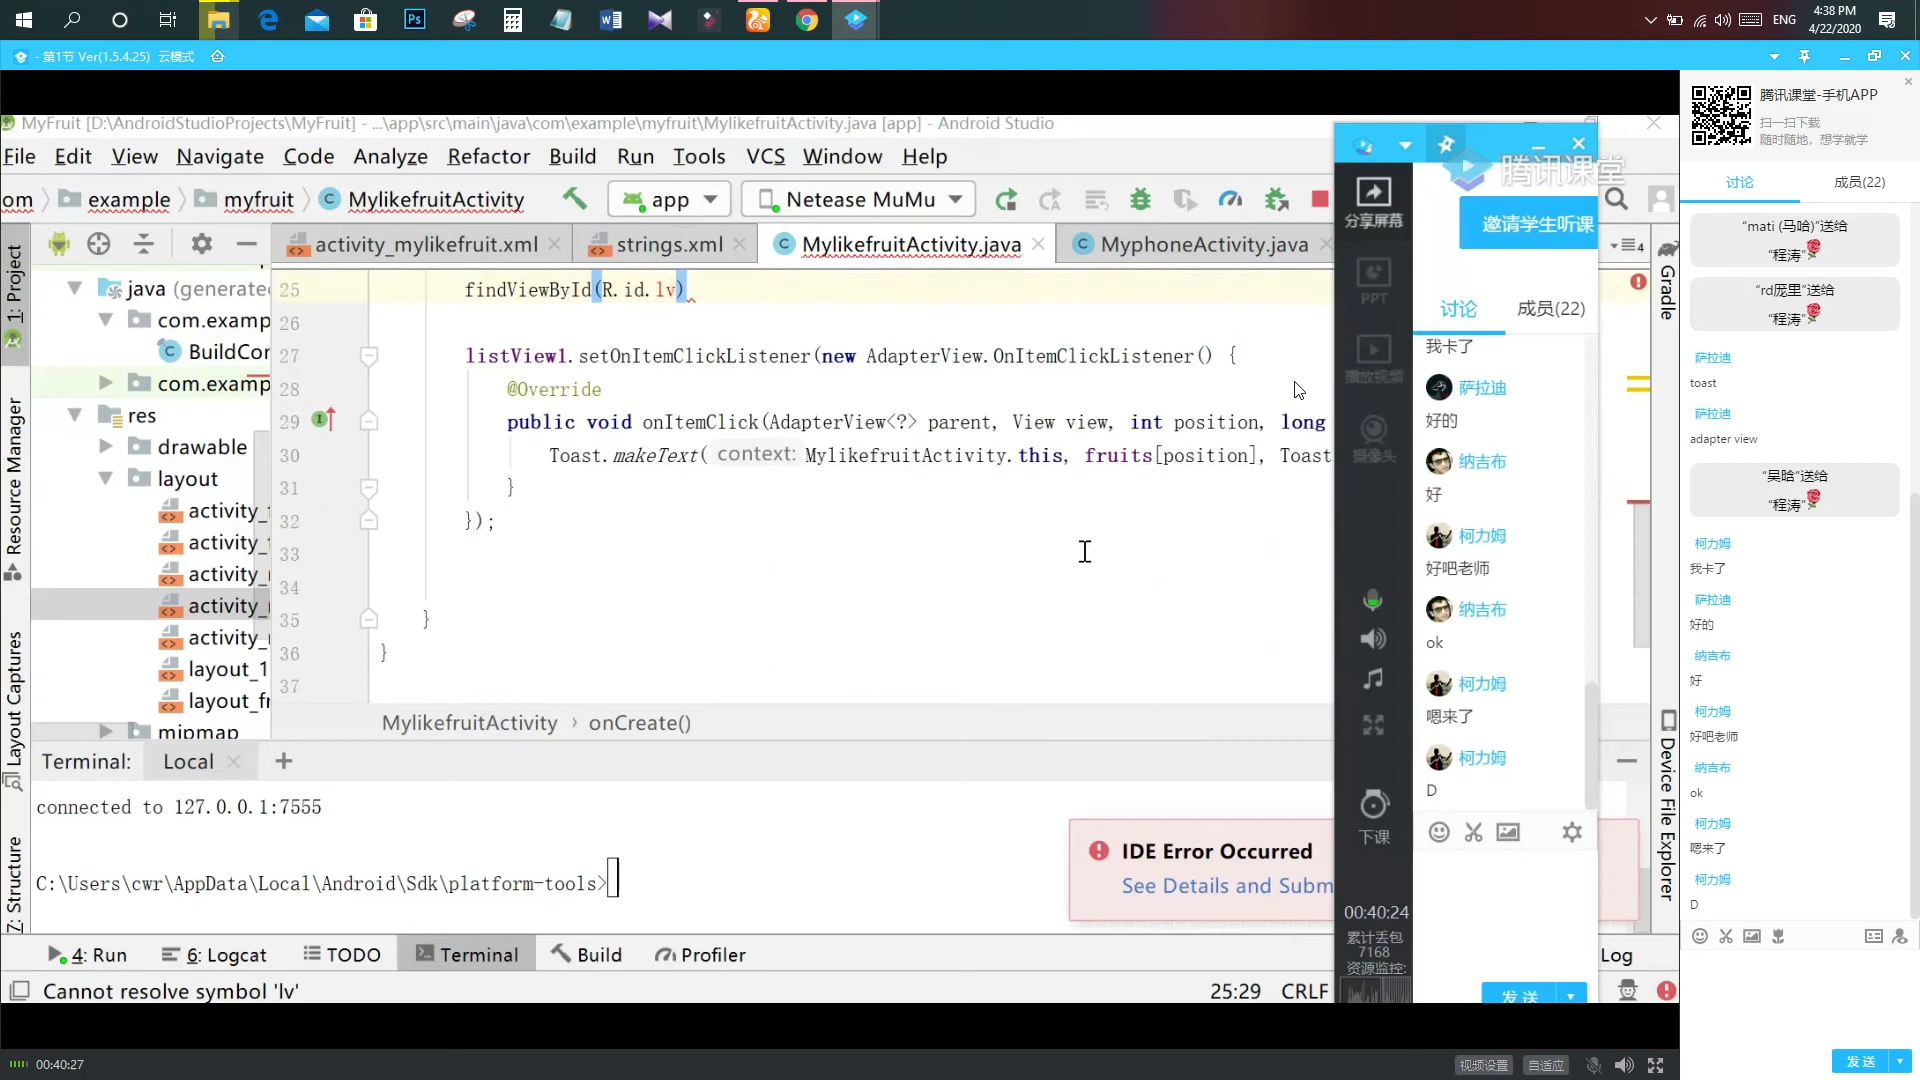 ENG
4:38 PM
4/22/2020
- 第1节 Ver(1.5.4.25) 云模式
MyFruit [D:\AndroidStudioProjects\MyFruit] - ...\app\src\main\java\com\example\myfruit\MylikefruitActivity.java [app] - Android Studio
File Edit View Navigate Code Analyze Refactor Build Run Tools VCS Window Help
om example myfruit MylikefruitActivity app Netease MuMu
activity_mylikefruit.xml strings.xml MylikefruitActivity.java MyphoneActivity.java
1: Project
Resource Manager
Layout Captures
Z: Structure
java (generate
com.examp
BuildCor
com.examp
res
drawable
layout
activity_
activity_
activity_
activity_
activity_
layout_1
layout_fr
mipmap
25 findViewById(R.id.lv)
26
27 listView1.setOnItemClickListener(new AdapterView.OnItemClickListener() {
28 @Override
29 public void onItemClick(AdapterView<?> parent, View view, int position, long
30 Toast.makeText( context: MylikefruitActivity.this, fruits[position], Toast
31 }
32 });
33
34
35 }
36 }
37
MylikefruitActivity › onCreate()
Terminal: Local +
connected to 127.0.0.1:7555
C:\Users\cwr\AppData\Local\Android\Sdk\platform-tools>
IDE Error Occurred
See Details and Subm
4: Run 6: Logcat TODO Terminal Build Profiler
Log
Cannot resolve symbol 'lv'
25:29 CRLF
Gradle
Device File Explorer
腾讯课堂
分享屏幕
PPT
播放视频
摄像头
下课
00:40:24
累计丢包
7168
资源监控:
邀请学生听课
讨论 成员(22)
我卡了
萨拉迪
好的
纳吉布
好
柯力姆
好吧老师
纳吉布
ok
柯力姆
嗯来了
柯力姆
D
发送
腾讯课堂-手机APP
扫一扫下载
随时随地，想学就学
讨论 成员(22)
“mati (马哈)”送给
“程涛”
“rd厖里”送给
“程涛”
萨拉迪
toast
萨拉迪
adapter view
“吴晗”送给
“程涛”
柯力姆
我卡了
萨拉迪
好的
纳吉布
好
柯力姆
好吧老师
纳吉布
ok
柯力姆
嗯来了
柯力姆
D
发送
00:40:27
视频设置 自适应